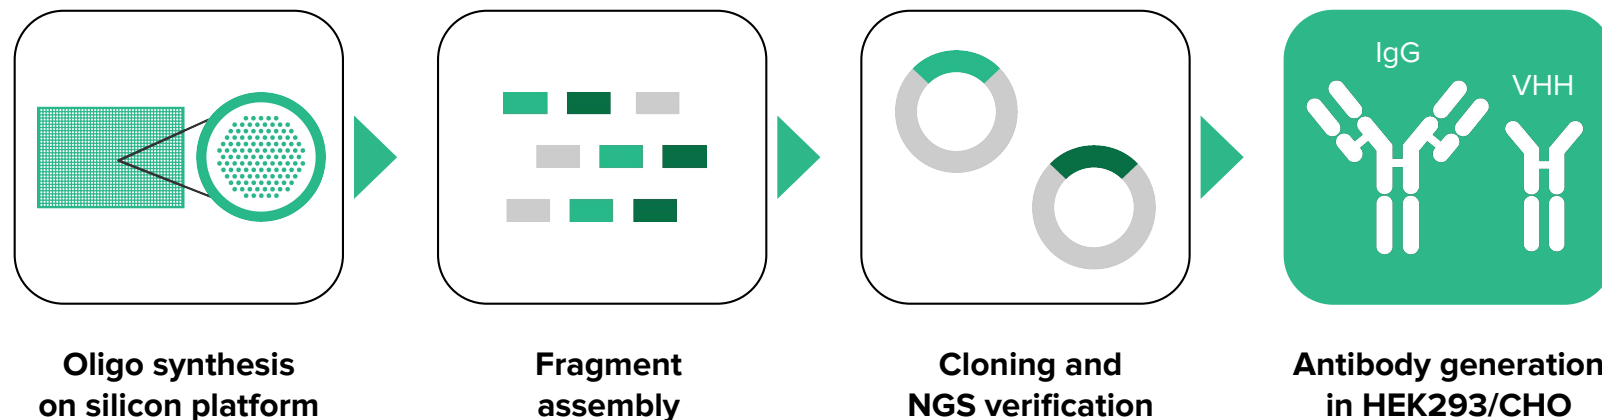 IgG
VHH
Oligo synthesis
on silicon platform
Fragment
assembly
Cloning and
NGS verification
Antibody generation
in HEK293/CHO